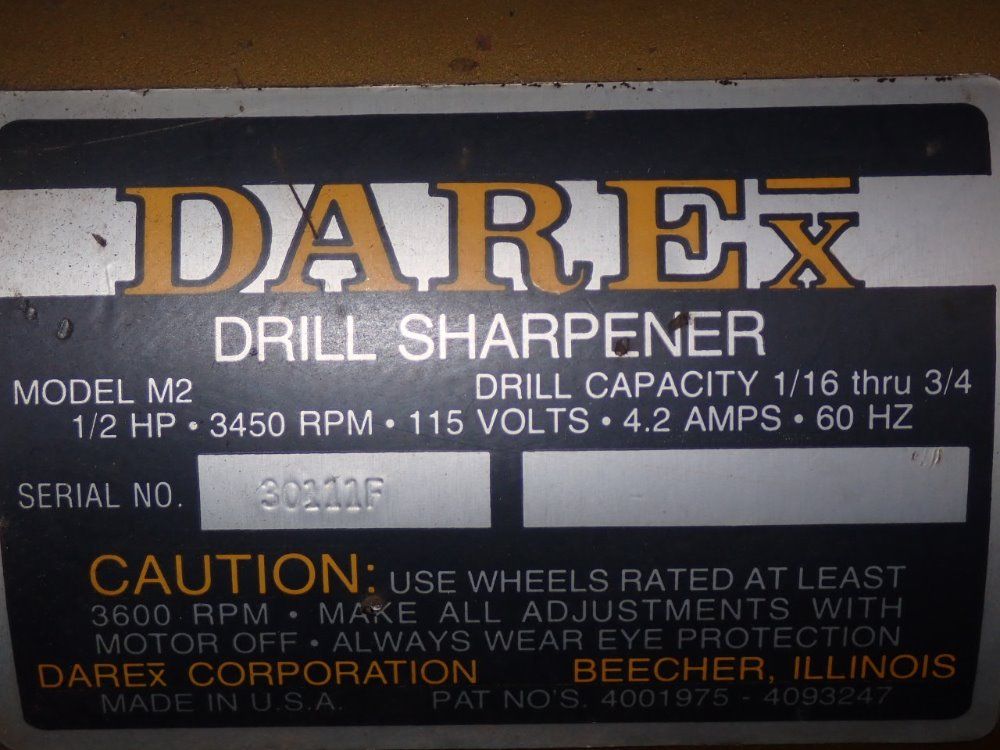 DAREX
DRILL SHARPENER
MODEL M2 DRILL CAPACITY 1/16 thru 3/4
1/2 HP • 3450 RPM • 115 VOLTS • 4.2 AMPS • 60 HZ
SERIAL NO. 30111F
CAUTION: USE WHEELS RATED AT LEAST
3600 RPM • MAKE ALL ADJUSTMENTS WITH
MOTOR OFF • ALWAYS WEAR EYE PROTECTION
DAREX CORPORATION BEECHER, ILLINOIS
MADE IN U.S.A. PAT NO'S. 4001975 - 4093247